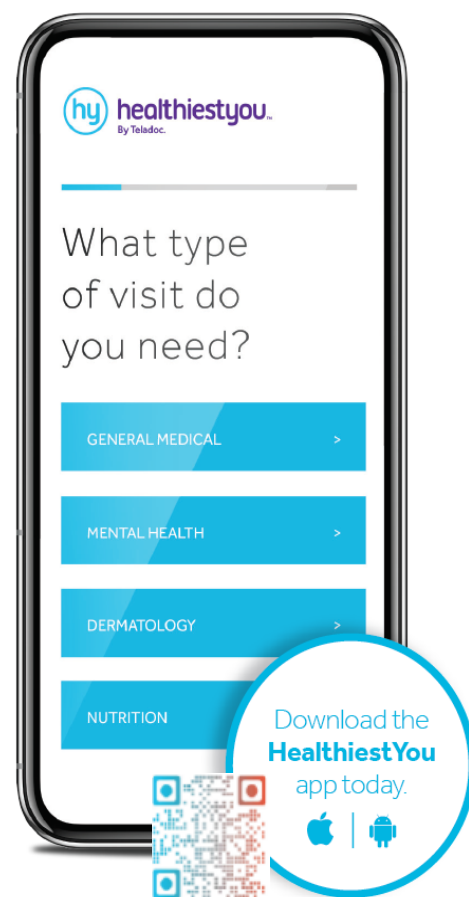 hy healthiestyou™
By Teladoc.
What type
of visit do
you need?
GENERAL MEDICAL >
MENTAL HEALTH >
DERMATOLOGY >
NUTRITION
Download the
HealthiestYou
app today.